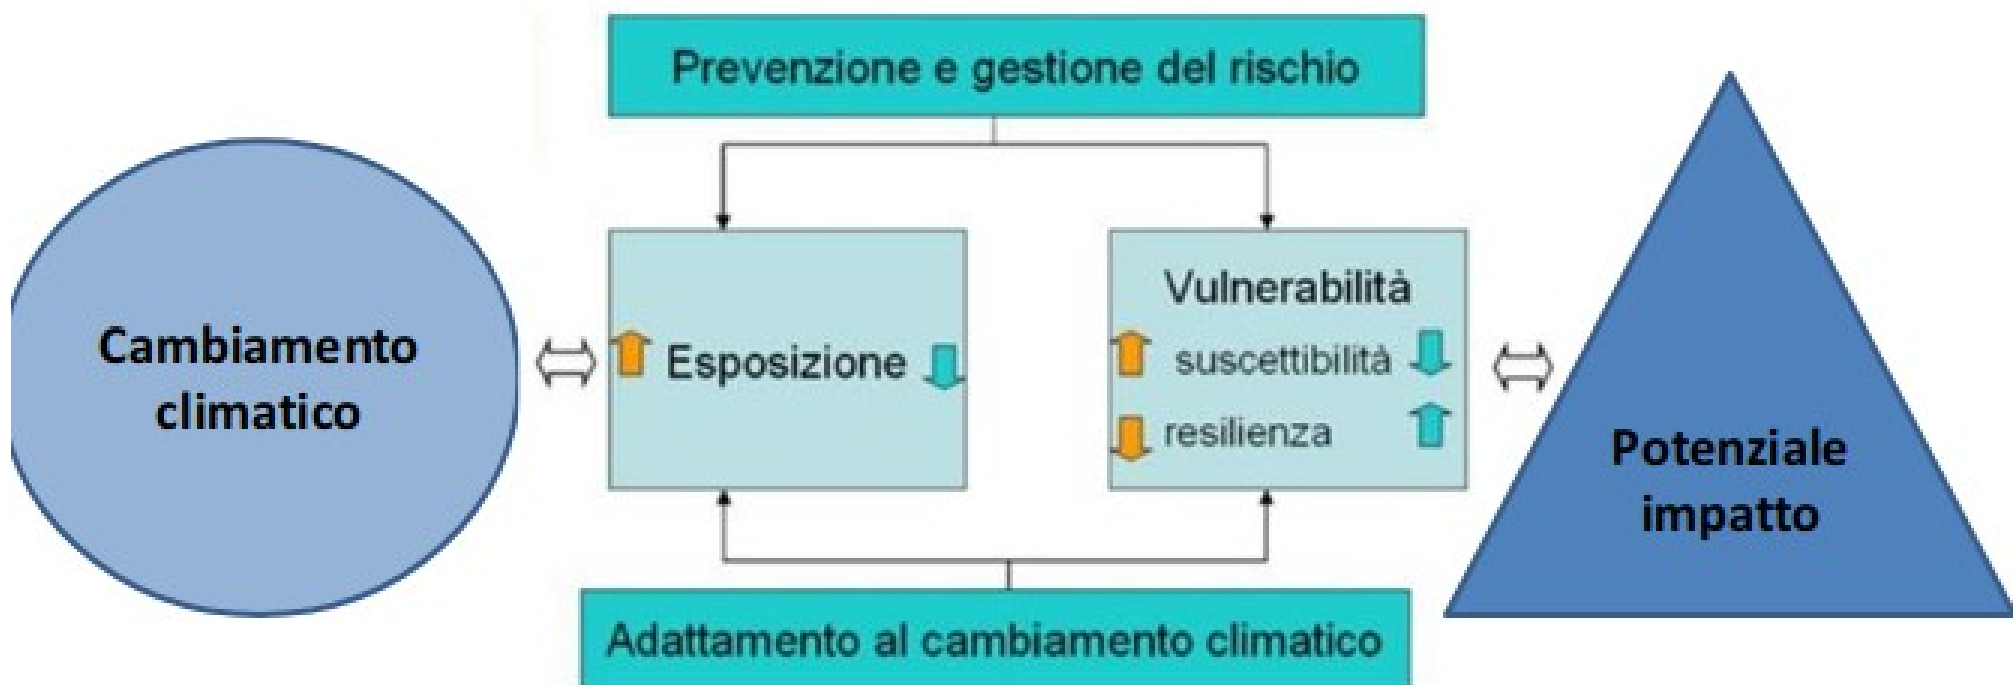 Prevenzione e gestione del rischio
Cambiamento
climatico
Esposizione
Vulnerabilità
suscettibilità
resilienza
Potenziale
impatto
Adattamento al cambiamento climatico